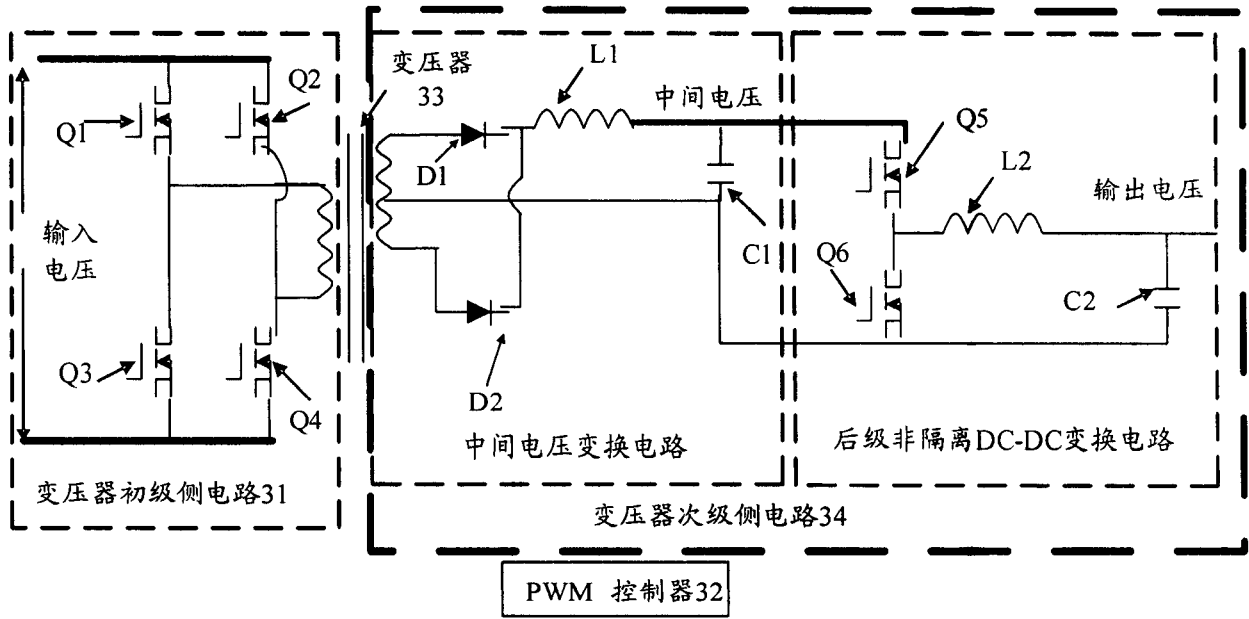 变压器
33
L1
中间电压
Q2
Q1
D1
Q5
L2
输出电压
输入
电压
C1
Q6
C2
Q3
Q4
D2
中间电压变换电路
后级非隔离DC-DC变换电路
变压器初级侧电路31
变压器次级侧电路34
PWM 控制器32